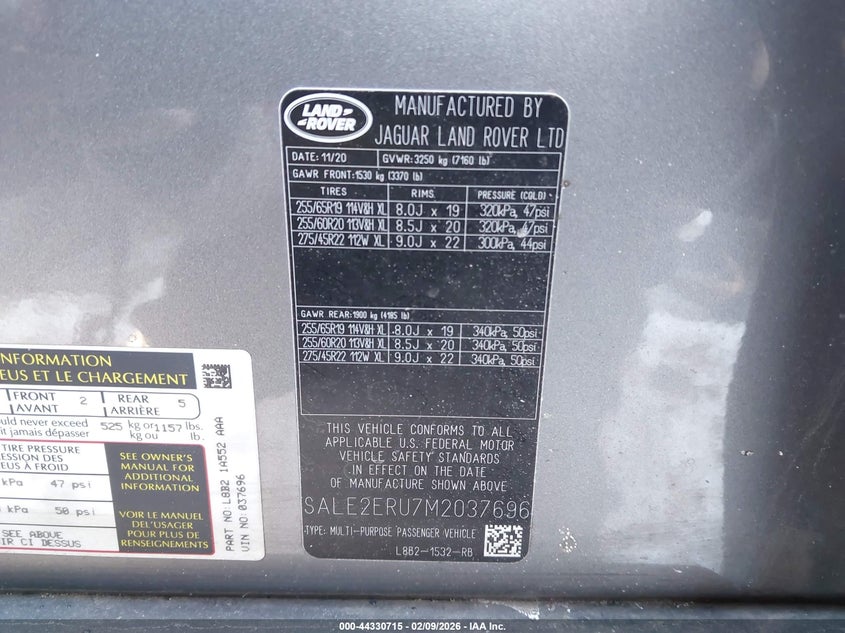 LAND ROVER
MANUFACTURED BY
JAGUAR LAND ROVER LTD
DATE: 11/20 GVWR: 3250 kg (7160 lb)
GAWR FRONT: 1530 kg (3370 lb)
TIRES RIMS PRESSURE (COLD)
255/65R19 114V&H XL 8.0J x 19 320kPa, 47psi
255/60R20 113V&H XL 8.5J x 20 320kPa, 47psi
275/45R22 112W XL 9.0J x 22 300kPa, 44psi
GAWR REAR: 1900 kg (4185 lb)
255/65R19 114V&H XL 8.0J x 19 340kPa, 50psi
255/60R20 113V&H XL 8.5J x 20 340kPa, 50psi
275/45R22 112W XL 9.0J x 22 340kPa, 50psi
THIS VEHICLE CONFORMS TO ALL
APPLICABLE U.S. FEDERAL MOTOR
VEHICLE SAFETY STANDARDS
IN EFFECT ON THE DATE
OF MANUFACTURE SHOWN ABOVE
SALE2ERU7M2037696
TYPE: MULTI-PURPOSE PASSENGER VEHICLE
L8B2-1532-RB
INFORMATION
EUS ET LE CHARGEMENT
FRONT 2 REAR 5
AVANT ARRIÈRE
uld never exceed 525 kg or 1157 lbs.
it jamais dépasser kg ou lb.
TIRE PRESSURE
ESSION DES
EUS À FROID
kPa 47 psi
kPa 50 psi
SEE ABOVE
IR CI DESSUS
SEE OWNER'S
MANUAL FOR
ADDITIONAL
INFORMATION
VOIR LE MANUEL
DE L'USAGER
POUR PLUS DE
RENSEIGNEMENTS
PART NO: L8B2 1A552 AAA
VIN NO: 037696
000-44330715 - 02/09/2026 - IAA, Inc.